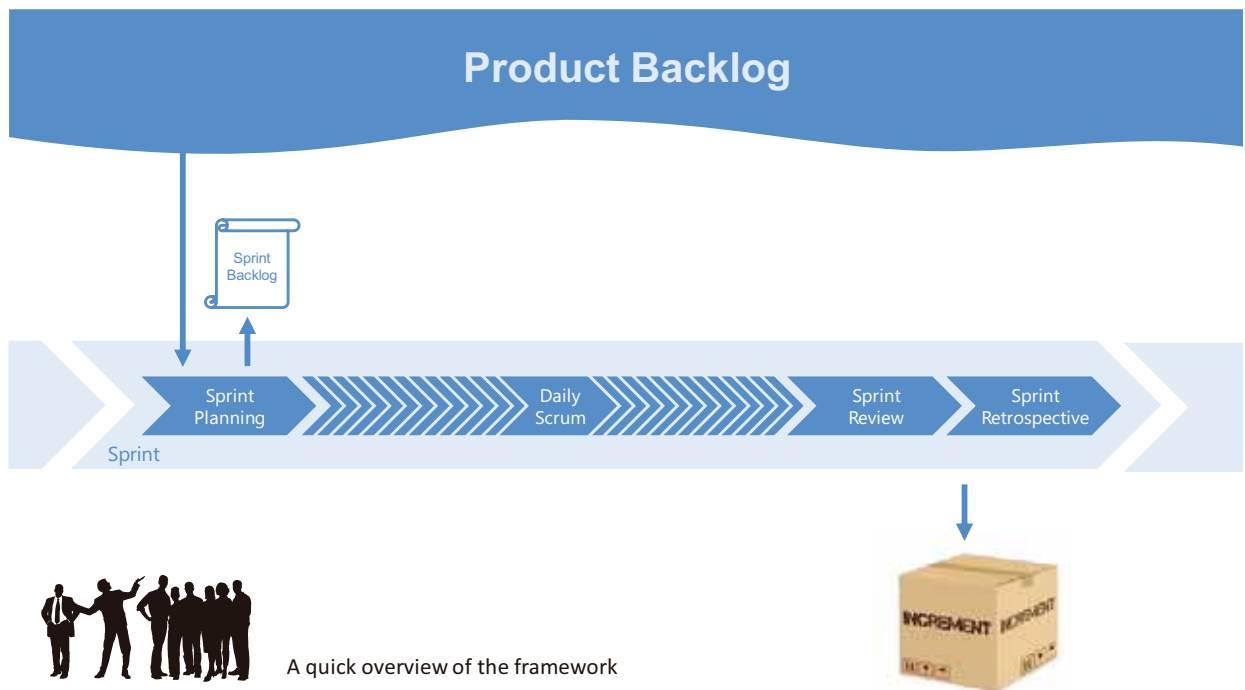 Product Backlog
Sprint
Backlog
Sprint
Planning
Daily
Scrum
Sprint
Review
Sprint
Retrospective
Sprint
INCREMENT
INCREMENT
A quick overview of the framework